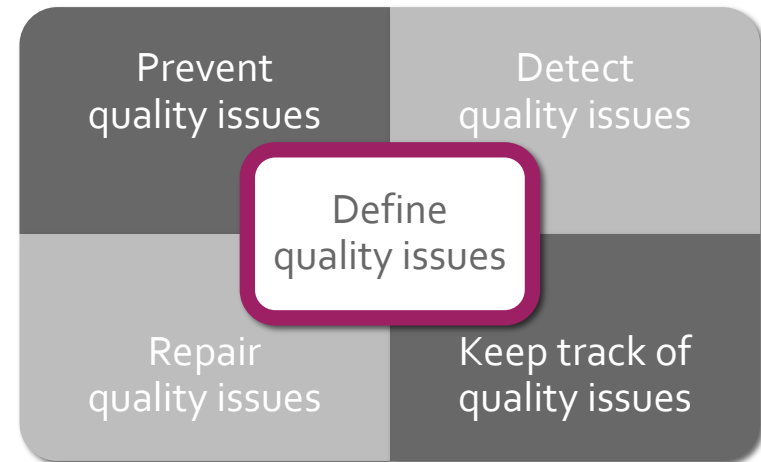 Prevent
quality issues
Detect
quality issues
Define
quality issues
Repair
quality issues
Keep track of
quality issues